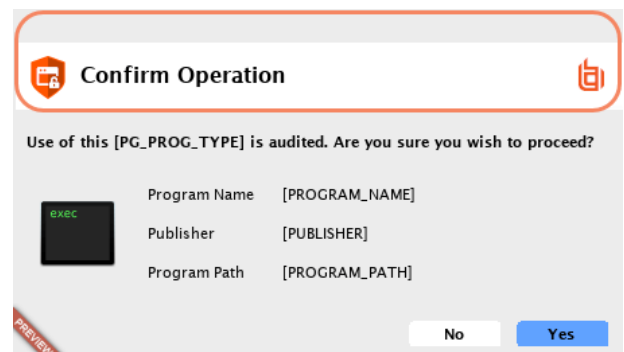 Confirm Operation
Use of this [PG_PROG_TYPE] is audited. Are you sure you wish to proceed?
exec
Program Name [PROGRAM_NAME]
Publisher [PUBLISHER]
Program Path [PROGRAM_PATH]
PREVIEW
No Yes